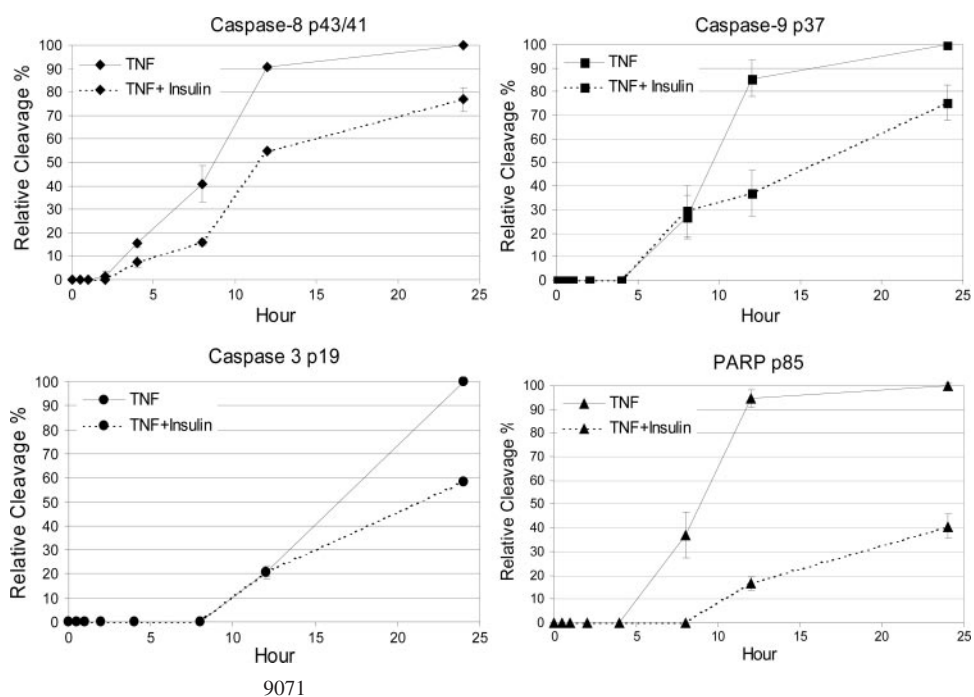 Caspase-8 p43/41
Relative Cleavage %
100
90
80
70
60
50
40
30
20
10
0
TNF
TNF+ Insulin
0 5 10 15 20 25
Hour
Caspase-9 p37
Relative Cleavage %
100
90
80
70
60
50
40
30
20
10
0
TNF
TNF+ Insulin
0 5 10 15 20 25
Hour
Caspase 3 p19
Relative Cleavage %
100
90
80
70
60
50
40
30
20
10
0
TNF
TNF+Insulin
0 5 10 15 20 25
Hour
PARP p85
Relative Cleavage %
100
90
80
70
60
50
40
30
20
10
0
TNF
TNF+Insulin
0 5 10 15 20 25
Hour
9071